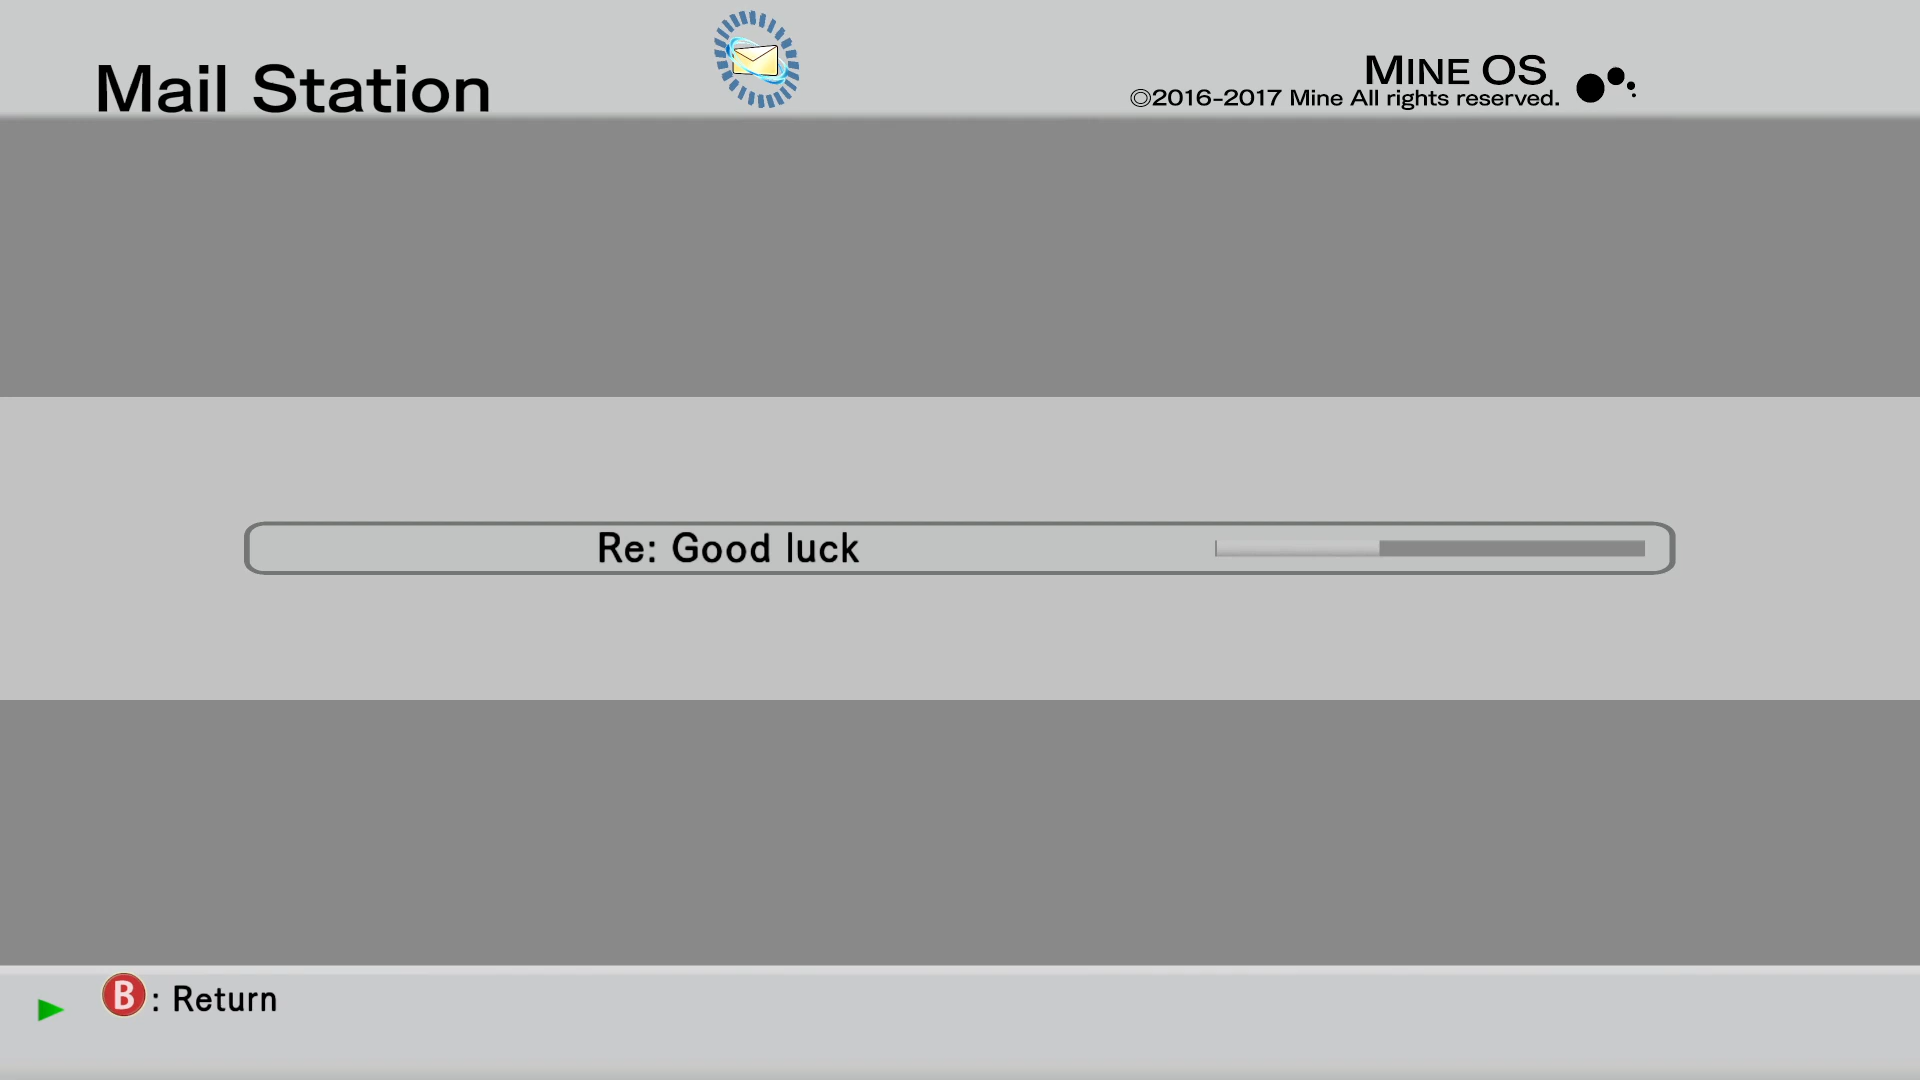 Mail Station
MINE OS
©2016-2017 Mine All rights reserved.
Re: Good luck
B : Return